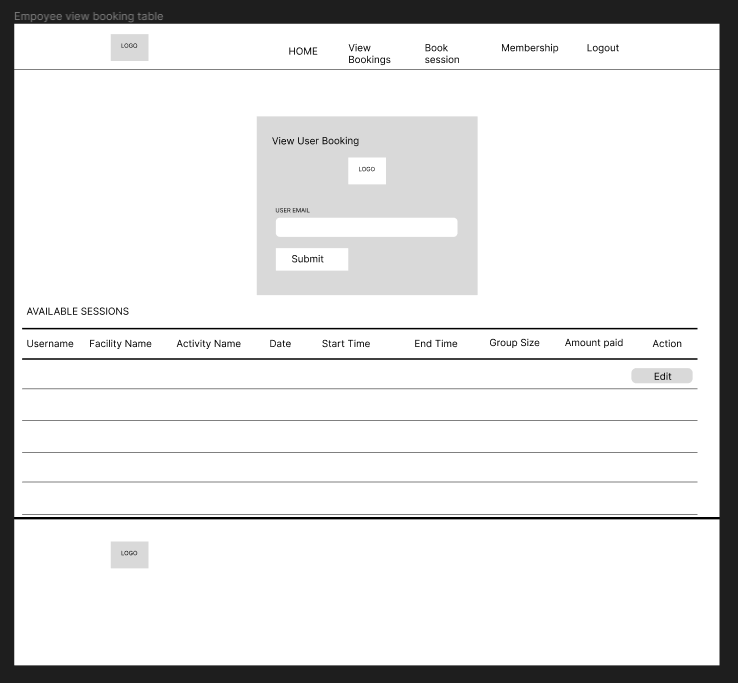 Empoyee view booking table
LOGO
HOME
View
Bookings
Book
session
Membership
Logout
View User Booking
LOGO
USER EMAIL
Submit
AVAILABLE SESSIONS
Username Facility Name Activity Name Date Start Time End Time Group Size Amount paid Action
Edit
LOGO